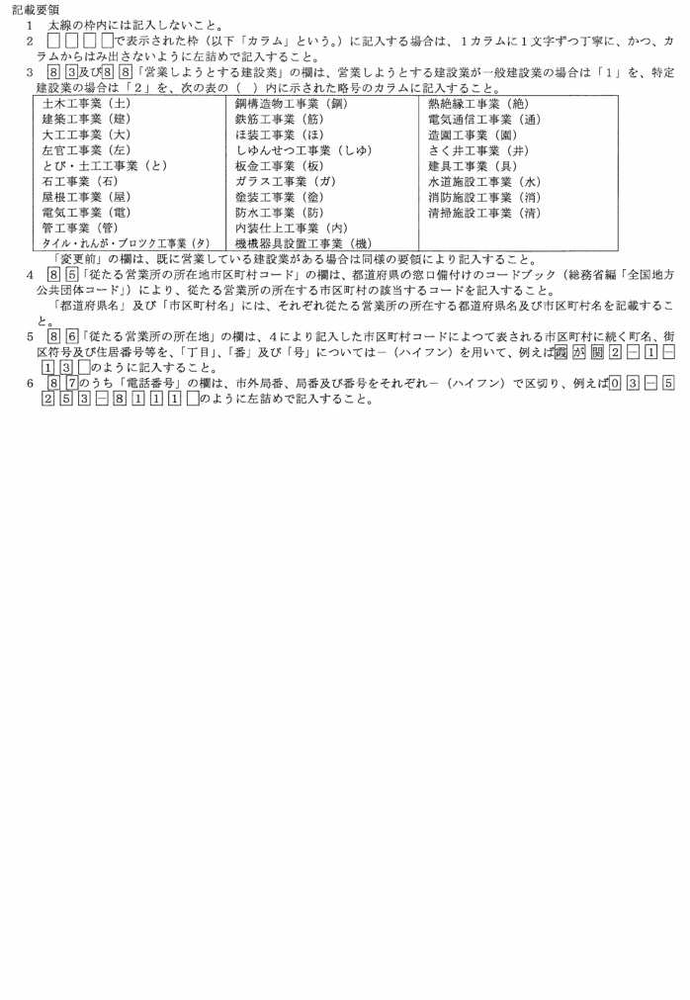 記載要領
1 太線の枠内には記入しないこと。
2 □□□□で表示された枠（以下「カラム」という。）に記入する場合は、1カラムに1文字ずつ丁寧に、かつ、カ
ラムからはみ出さないように左詰めで記入すること。
3 83及び88「営業しようとする建設業」の欄は、営業しようとする建設業が一般建設業の場合は「1」を、特定
建設業の場合は「2」を、次の表の（ ）内に示された略号のカラムに記入すること。
土木工事業（土） 鋼構造物工事業（鋼） 熱絶縁工事業（絶）
建築工事業（建） 鉄筋工事業（筋） 電気通信工事業（通）
大工工事業（大） ほ装工事業（ほ） 造園工事業（園）
左官工事業（左） しゆんせつ工事業（しゆ） さく井工事業（井）
とび・土工工事業（と） 板金工事業（板） 建具工事業（具）
石工事業（石） ガラス工事業（ガ） 水道施設工事業（水）
屋根工事業（屋） 塗装工事業（塗） 消防施設工事業（消）
電気工事業（電） 防水工事業（防） 清掃施設工事業（清）
管工事業（管） 内装仕上工事業（内）
タイル・れんが・ブロツク工事業（タ） 機械器具設置工事業（機）
「変更前」の欄は、既に営業している建設業がある場合は同様の要領により記入すること。
4 85「従たる営業所の所在地市区町村コード」の欄は、都道府県の窓口備付けのコードブック（総務省編「全国地方
公共団体コード」）により、従たる営業所の所在する市区町村の該当するコードを記入すること。
「都道府県名」及び「市区町村名」には、それぞれ従たる営業所の所在する都道府県名及び市区町村名を記載するこ
と。
5 86「従たる営業所の所在地」の欄は、4により記入した市区町村コードによつて表される市区町村に続く町名、街
区符号及び住居番号等を、「丁目」、「番」及び「号」については－（ハイフン）を用いて、例えば霞が関2－1－
13□のように記入すること。
6 87のうち「電話番号」の欄は、市外局番、局番及び番号をそれぞれ－（ハイフン）で区切り、例えば03－5
253－8111□のように左詰めで記入すること。